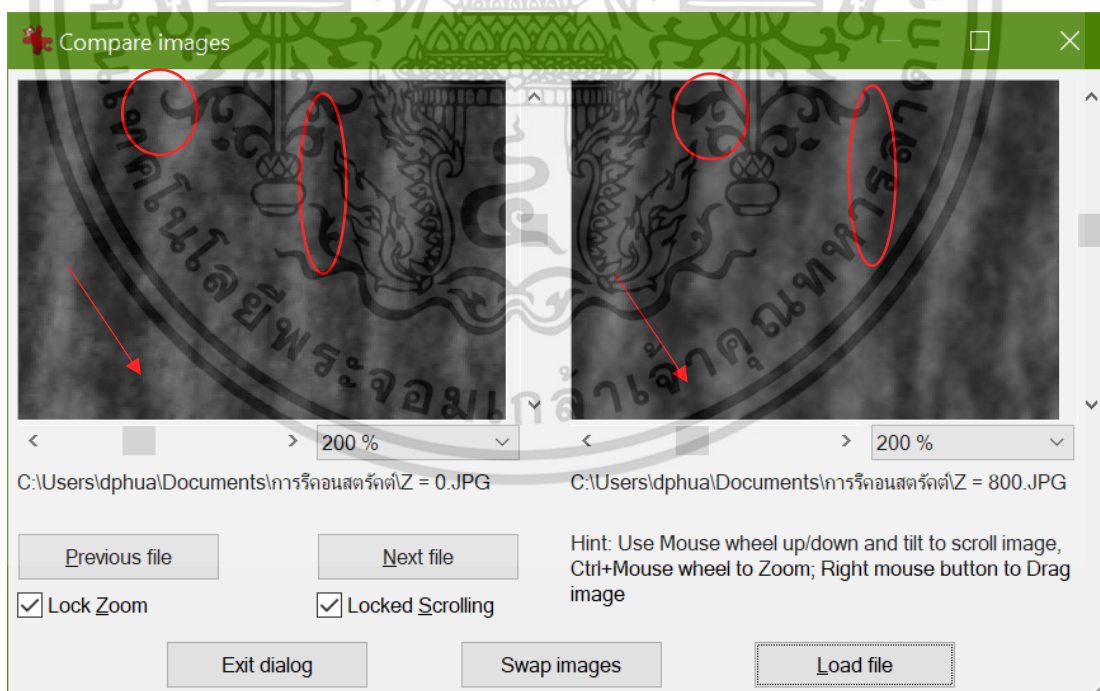 Compare images
200 %
200 %
C:\Users\dphua\Documents\การรีคอนสตรัคต์\Z = 0.JPG
C:\Users\dphua\Documents\การรีคอนสตรัคต์\Z = 800.JPG
Previous file
Next file
Hint: Use Mouse wheel up/down and tilt to scroll image,
Ctrl+Mouse wheel to Zoom; Right mouse button to Drag
image
Lock Zoom
Locked Scrolling
Exit dialog
Swap images
Load file